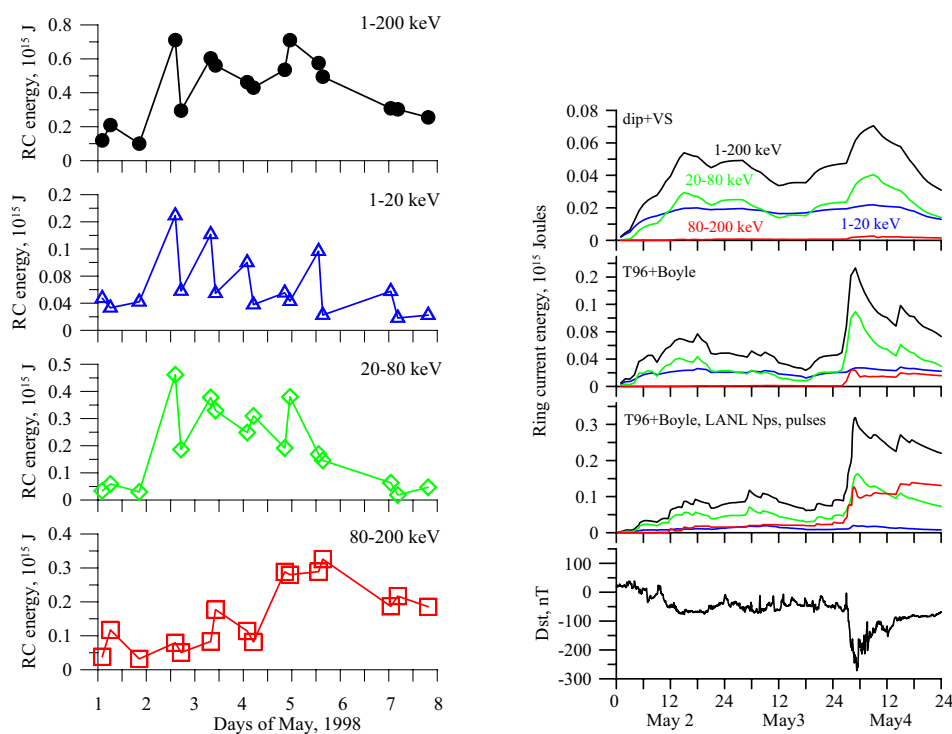 1-200 keV
RC energy, 10¹⁵ J
0.8
0.6
0.4
0.2
0
1-20 keV
RC energy, 10¹⁵ J
0.2
0.2
0.1
0.08
0.04
0
20-80 keV
RC energy, 10¹⁵ J
0.5
0.4
0.3
0.2
0.1
0
80-200 keV
RC energy, 10¹⁵ J
0.4
0.3
0.2
0.1
0
1 2 3 4 5 6 7 8
Days of May, 1998
Ring current energy, 10¹⁵ Joules
0.08
0.06
0.04
0.02
0
dip+VS
1-200 keV
20-80 keV
80-200 keV
1-20 keV
0.2
0.1
0.08
0.04
0
T96+Boyle
0.3
0.2
0.1
0
T96+Boyle, LANL Nps, pulses
Dst, nT
100
0
-100
-200
-300
0 12 24 12 24 12 24
May 2 May3 May4